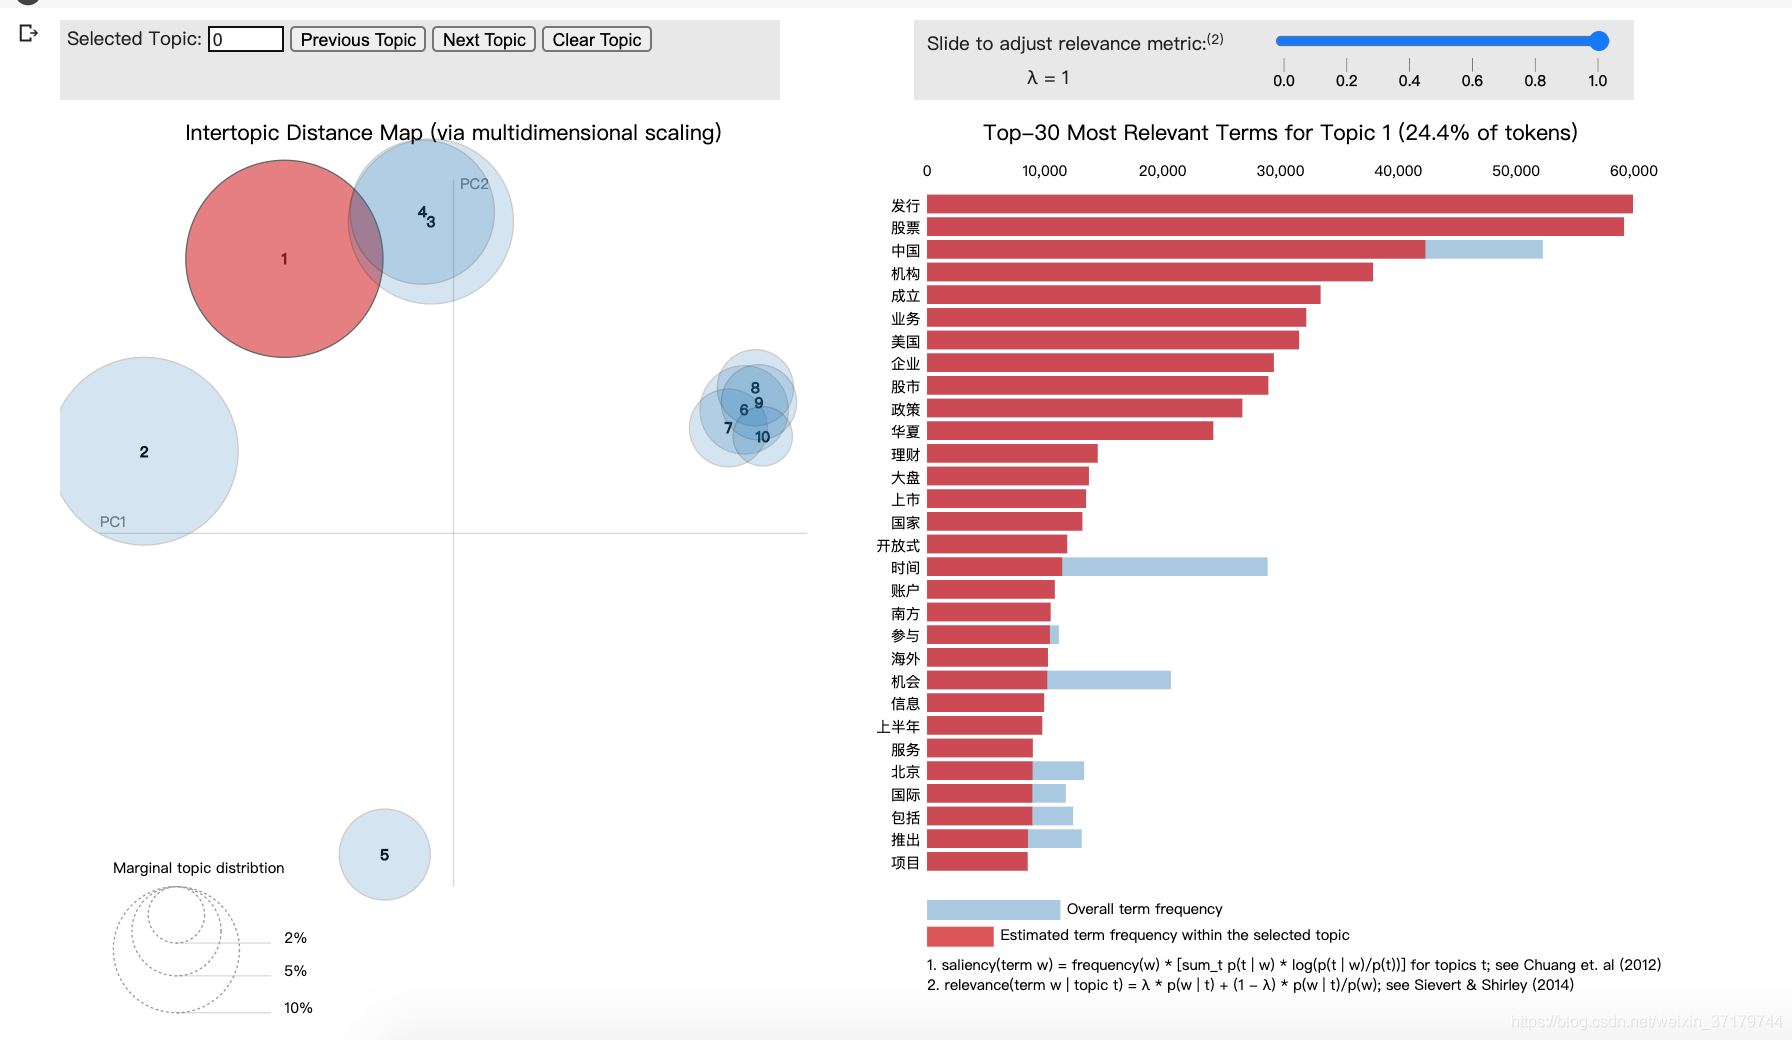 Selected Topic: 0 Previous Topic Next Topic Clear Topic
Slide to adjust relevance metric:(2)
λ = 1
0.0 0.2 0.4 0.6 0.8 1.0
Intertopic Distance Map (via multidimensional scaling)
PC2
4
3
1
8
9
6
7
10
2
PC1
5
Marginal topic distribtion
2%
5%
10%
Top-30 Most Relevant Terms for Topic 1 (24.4% of tokens)
0 10,000 20,000 30,000 40,000 50,000 60,000
发行
股票
中国
机构
成立
业务
美国
企业
股市
政策
华夏
理财
大盘
上市
国家
开放式
时间
账户
南方
参与
海外
机会
信息
上半年
服务
北京
国际
包括
推出
项目
Overall term frequency
Estimated term frequency within the selected topic
1. saliency(term w) = frequency(w) * [sum_t p(t | w) * log(p(t | w)/p(t))] for topics t; see Chuang et. al (2012)
2. relevance(term w | topic t) = λ * p(w | t) + (1 - λ) * p(w | t)/p(w); see Sievert & Shirley (2014)
https://blog.csdn.net/weixin_37179744